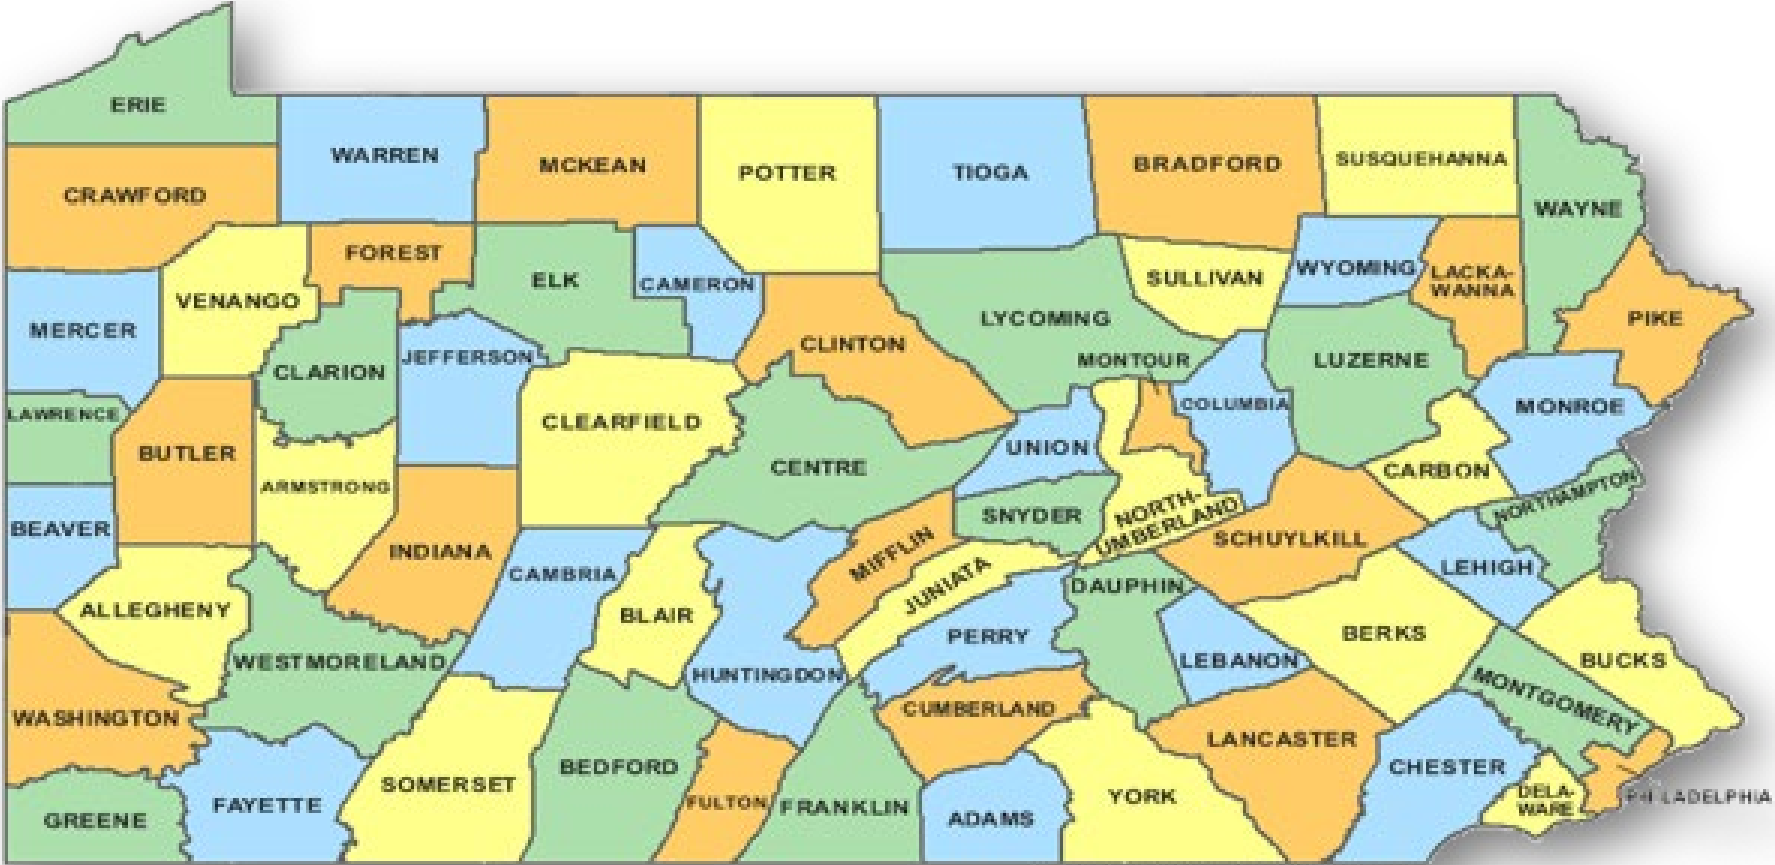 ERIE
WARREN
MCKEAN
POTTER
TIOGA
BRADFORD
SUSQUEHANNA
WAYNE
CRAWFORD
FOREST
VENANGO
ELK
CAMERON
SULLIVAN
WYOMING
LACKA-
WANNA
MERCER
LYCOMING
PIKE
CLINTON
CLARION
JEFFERSON
MONTOUR
LUZERNE
LAWRENCE
CLEARFIELD
COLUMBIA
MONROE
BUTLER
CENTRE
UNION
CARBON
ARMSTRONG
NORTHAMPTON
BEAVER
SNYDER
NORTH-
UMBERLAND
INDIANA
MIFFLIN
SCHUYLKILL
CAMBRIA
JUNIATA
DAUPHIN
LEHIGH
ALLEGHENY
BLAIR
PERRY
BERKS
WESTMORELAND
HUNTINGDON
LEBANON
BUCKS
MONTGOMERY
WASHINGTON
CUMBERLAND
LANCASTER
SOMERSET
BEDFORD
CHESTER
GREENE
FAYETTE
FULTON
FRANKLIN
ADAMS
YORK
DELA-
WARE
PHILADELPHIA